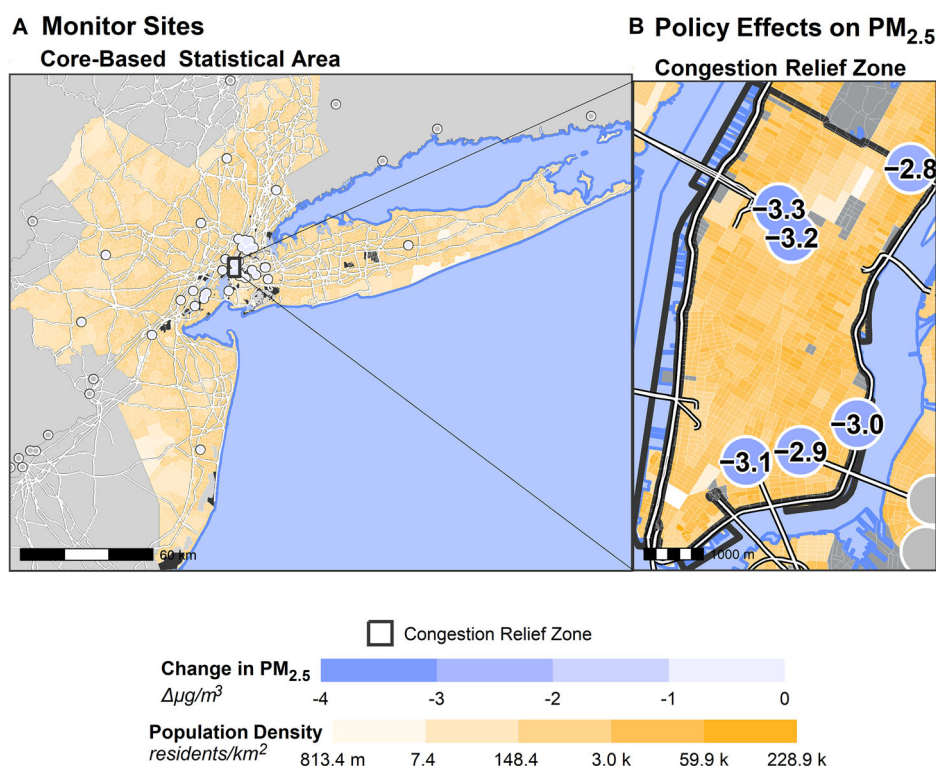 A Monitor Sites
Core-Based Statistical Area
B Policy Effects on PM2.5
Congestion Relief Zone
−2.8
−3.3
−3.2
−3.0
−2.9
−3.1
60 km
1000 m
Congestion Relief Zone
Change in PM2.5
Δµg/m³
-4 -3 -2 -1 0
Population Density
residents/km²
813.4 m 7.4 148.4 3.0 k 59.9 k 228.9 k